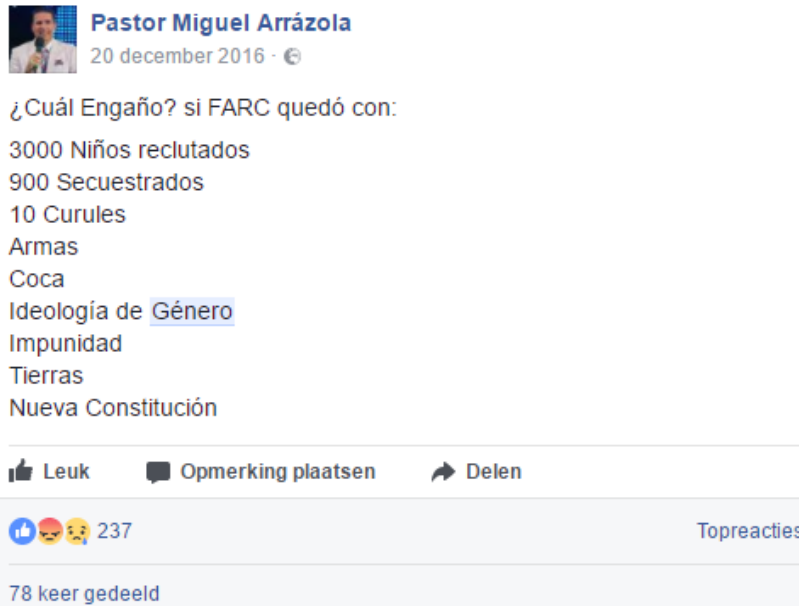 Pastor Miguel Arrázola
20 december 2016 ·
¿Cuál Engaño? si FARC quedó con:
3000 Niños reclutados
900 Secuestrados
10 Curules
Armas
Coca
Ideología de Género
Impunidad
Tierras
Nueva Constitución
Leuk Opmerking plaatsen Delen
237 Topreacties
78 keer gedeeld